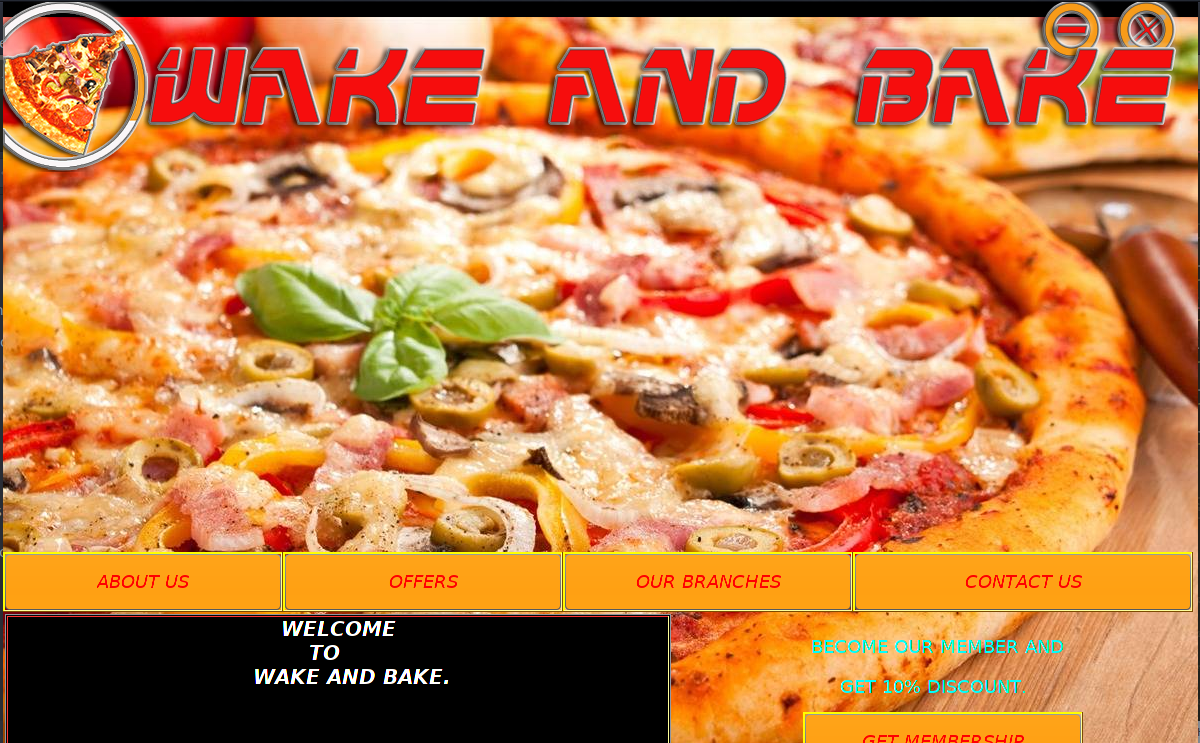 WAKE AND BAKE
ABOUT US
OFFERS
OUR BRANCHES
CONTACT US
WELCOME
TO
WAKE AND BAKE.
BECOME OUR MEMBER AND
GET 10% DISCOUNT.
GET MEMBERSHIP